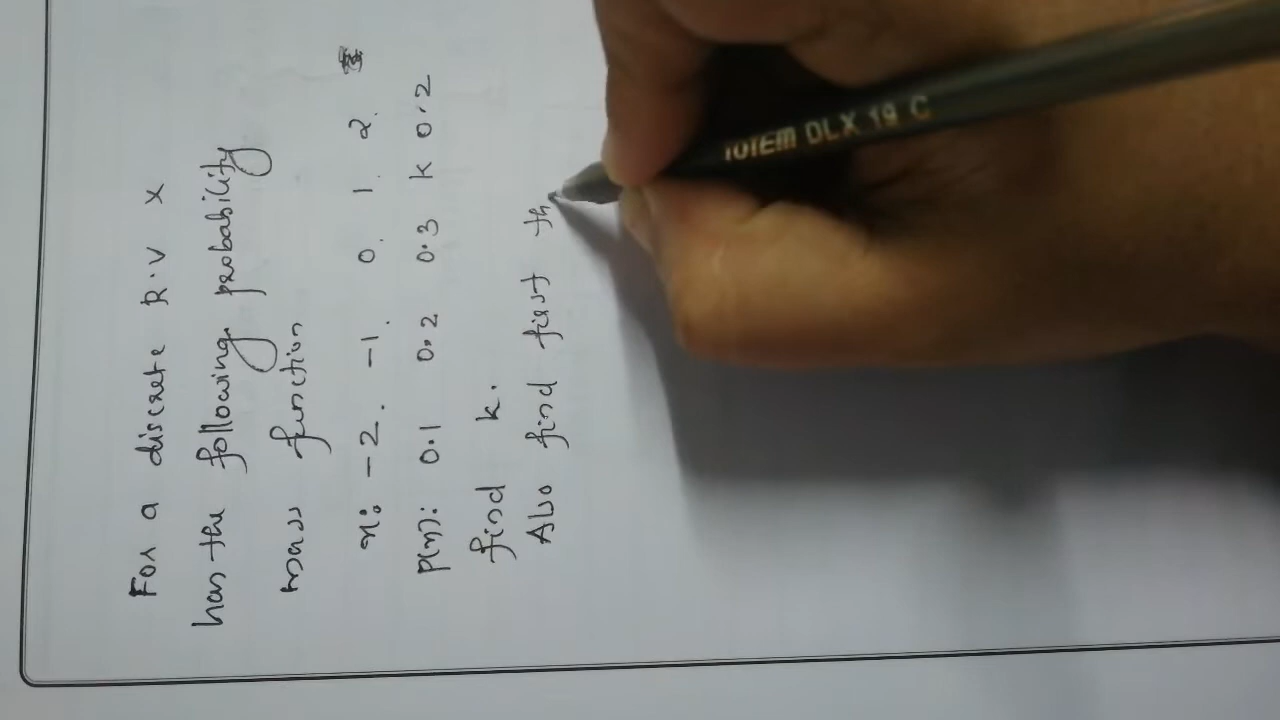 For a discrete R.V X
has the following probability
mass function
x: -2. -1. 0. 1. 2.
P(x): 0.1 0.2 0.3 k 0.2
find k.
Also find first th
TOTEM DLX 19 C